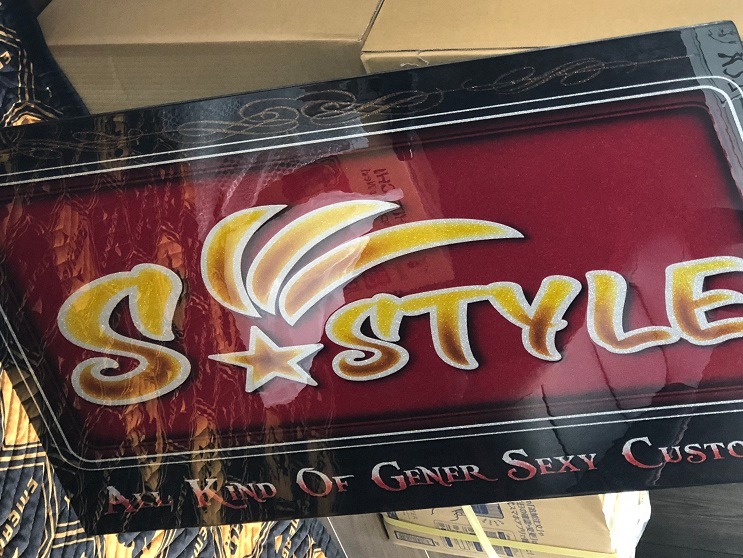 S STYLE
ALL KIND OF GENER SEXY CUSTO